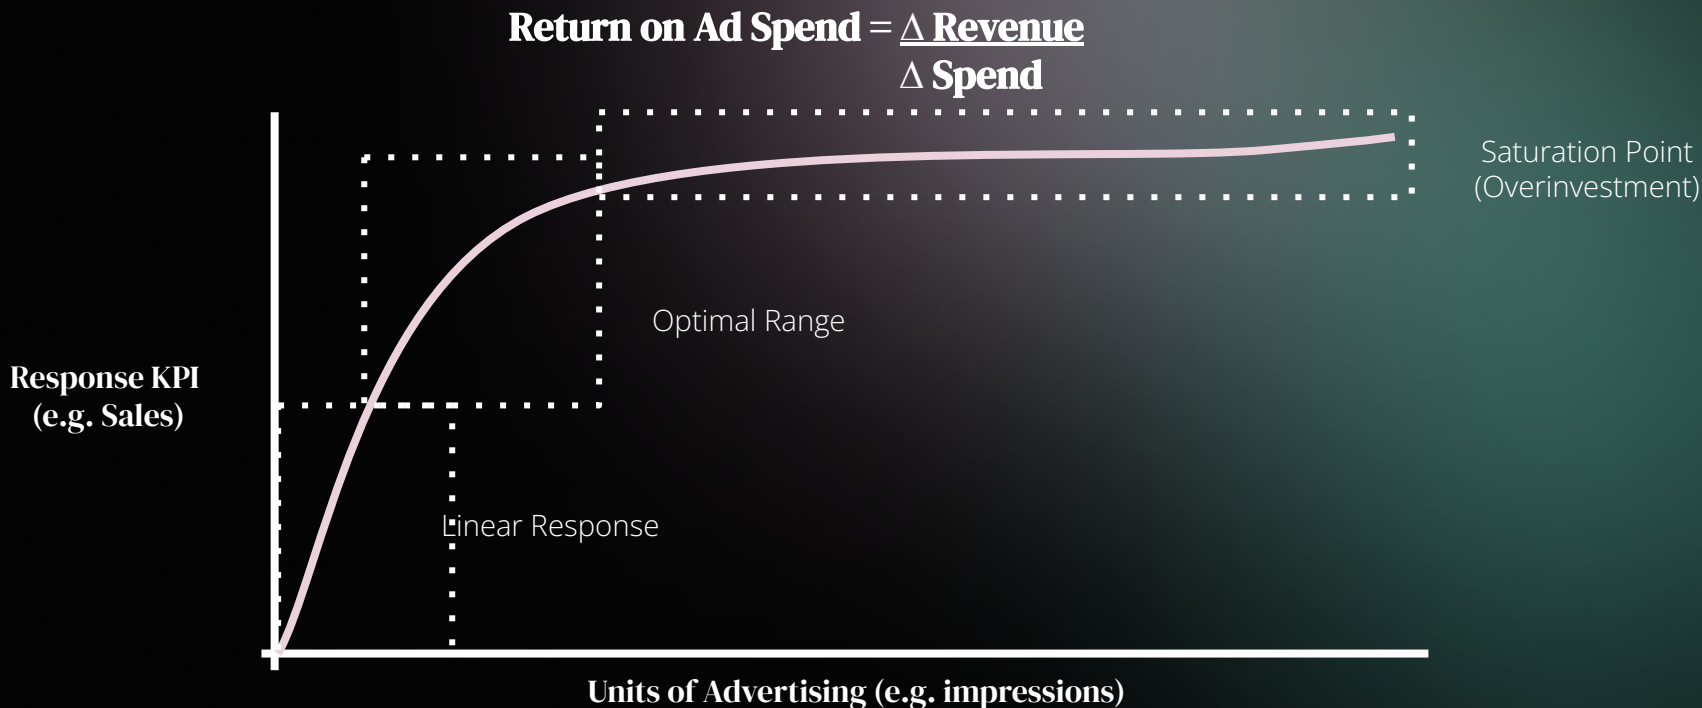 Return on Ad Spend = Δ Revenue
Δ Spend
Saturation Point
(Overinvestment)
Optimal Range
Response KPI
(e.g. Sales)
Linear Response
Units of Advertising (e.g. impressions)